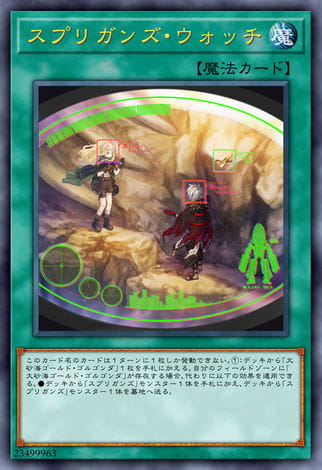 スプリガンズ・ウォッチ 魔
【魔法カード】
このカード名のカードは１ターンに１枚しか発動できない。①：デッキから「大
砂海ゴールド・ゴルゴンダ」１枚を手札に加える。自分のフィールドゾーンに
「大砂海ゴールド・ゴルゴンダ」が存在する場合、代わりに以下の効果を適用でき
る。●デッキから「スプリガンズ」モンスター１体を手札に加え、デッキから「ス
プリガンズ」モンスター１体を墓地へ送る。
23499963